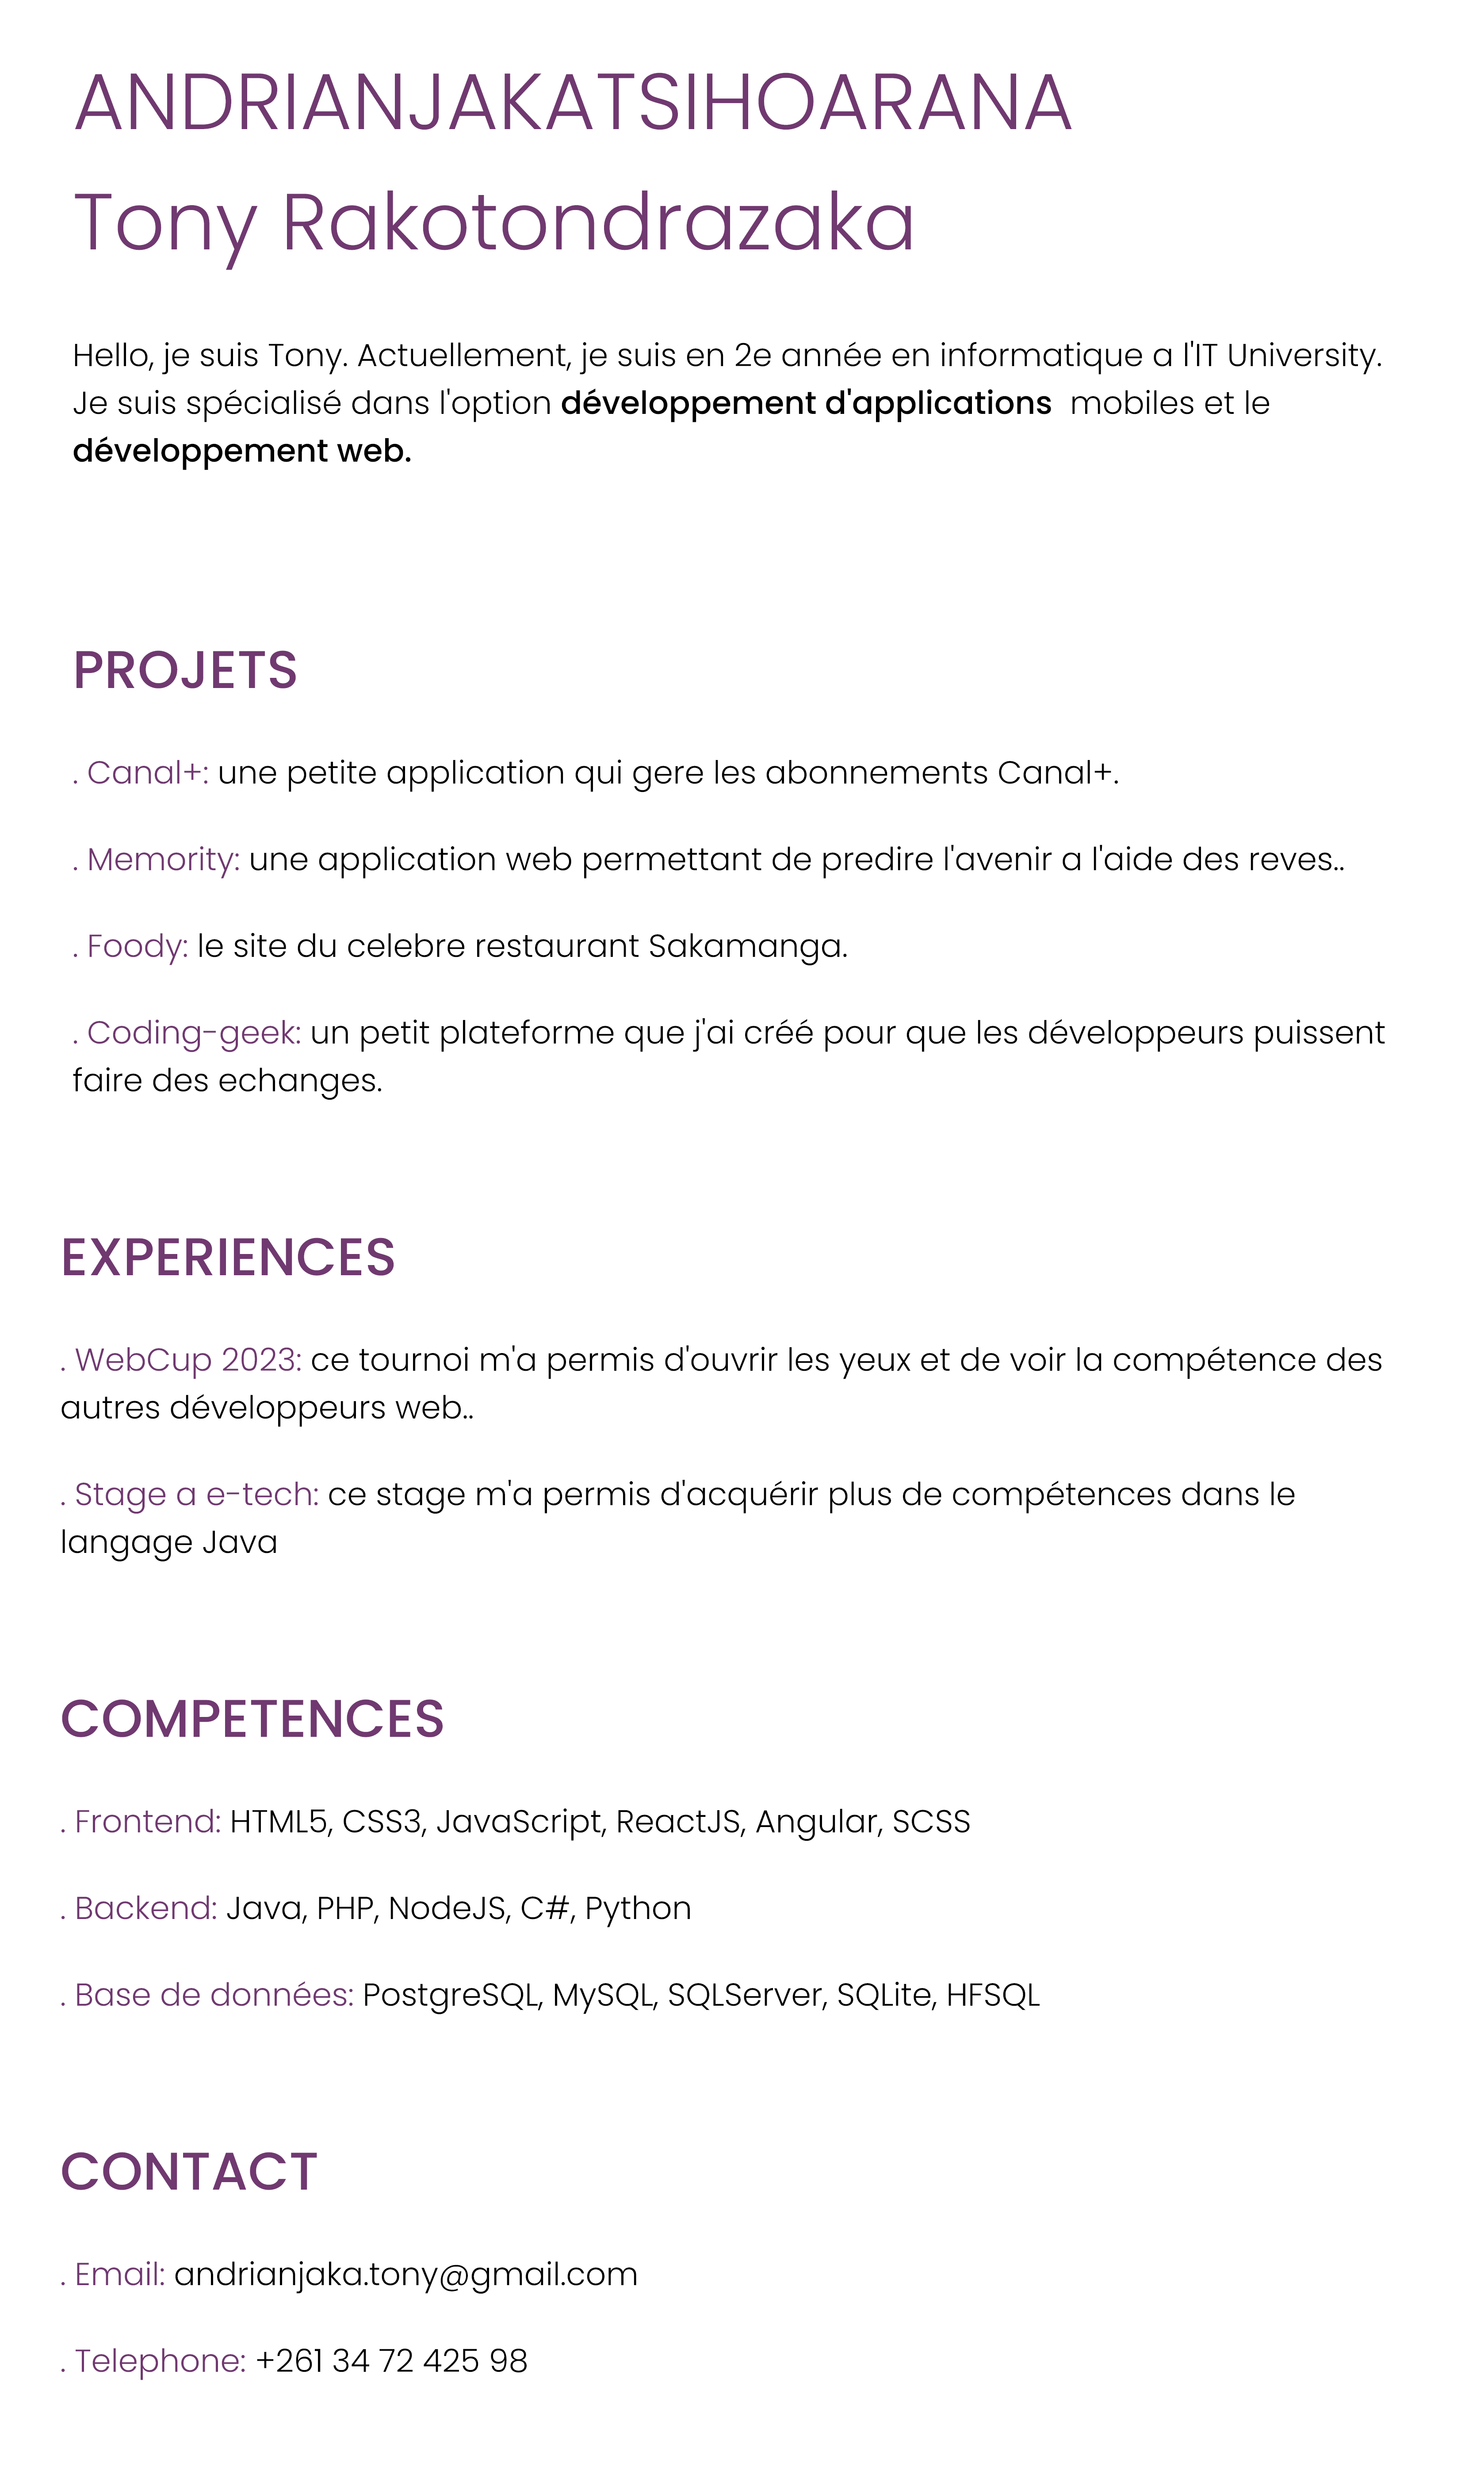 ANDRIANJAKATSIHOARANA
Tony Rakotondrazaka
Hello, je suis Tony. Actuellement, je suis en 2e année en informatique a l'IT University.
Je suis spécialisé dans l'option développement d'applications mobiles et le
développement web.
PROJETS
. Canal+: une petite application qui gere les abonnements Canal+.
. Memority: une application web permettant de predire l'avenir a l'aide des reves..
. Foody: le site du celebre restaurant Sakamanga.
. Coding-geek: un petit plateforme que j'ai créé pour que les développeurs puissent
faire des echanges.
EXPERIENCES
. WebCup 2023: ce tournoi m'a permis d'ouvrir les yeux et de voir la compétence des
autres développeurs web..
. Stage a e-tech: ce stage m'a permis d'acquérir plus de compétences dans le
langage Java
COMPETENCES
. Frontend: HTML5, CSS3, JavaScript, ReactJS, Angular, SCSS
. Backend: Java, PHP, NodeJS, C#, Python
. Base de données: PostgreSQL, MySQL, SQLServer, SQLite, HFSQL
CONTACT
. Email: andrianjaka.tony@gmail.com
. Telephone: +261 34 72 425 98